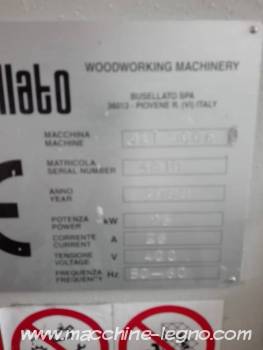 llato
WOODWORKING MACHINERY
BUSELLATO SPA
36013 - PIOVENE R. (VI) ITALY
MACCHINA
MACHINE
MATRICOLA
SERIAL NUMBER
ANNO
YEAR
POTENZA
POWER
kW
CORRENTE
CURRENT
A
TENSIONE
VOLTAGE
V
400
FREQUENZA
FREQUENCY
Hz
50-60
www.macchine-legno.com